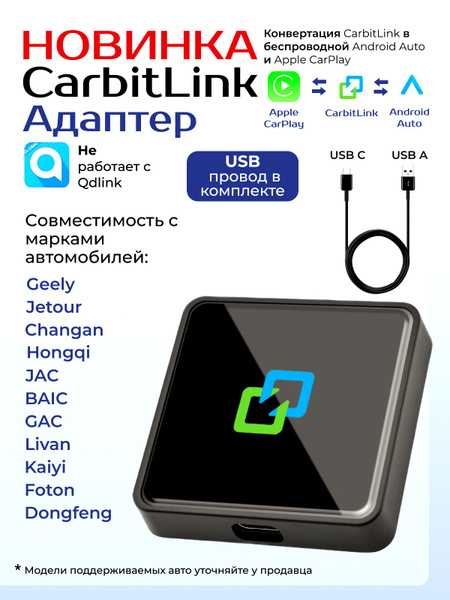 НОВИНКА
CarbitLink
Адаптер
Конвертация CarbitLink в
беспроводной Android Auto
и Apple CarPlay
Apple
CarPlay
CarbitLink
Android
Auto
Не
работает с
Qdlink
USB
провод в
комплекте
USB C
USB A
Совместимость с
марками
автомобилей:
Geely
Jetour
Changan
Hongqi
JAC
BAIC
GAC
Livan
Kaiyi
Foton
Dongfeng
* Модели поддерживаемых авто уточняйте у продавца